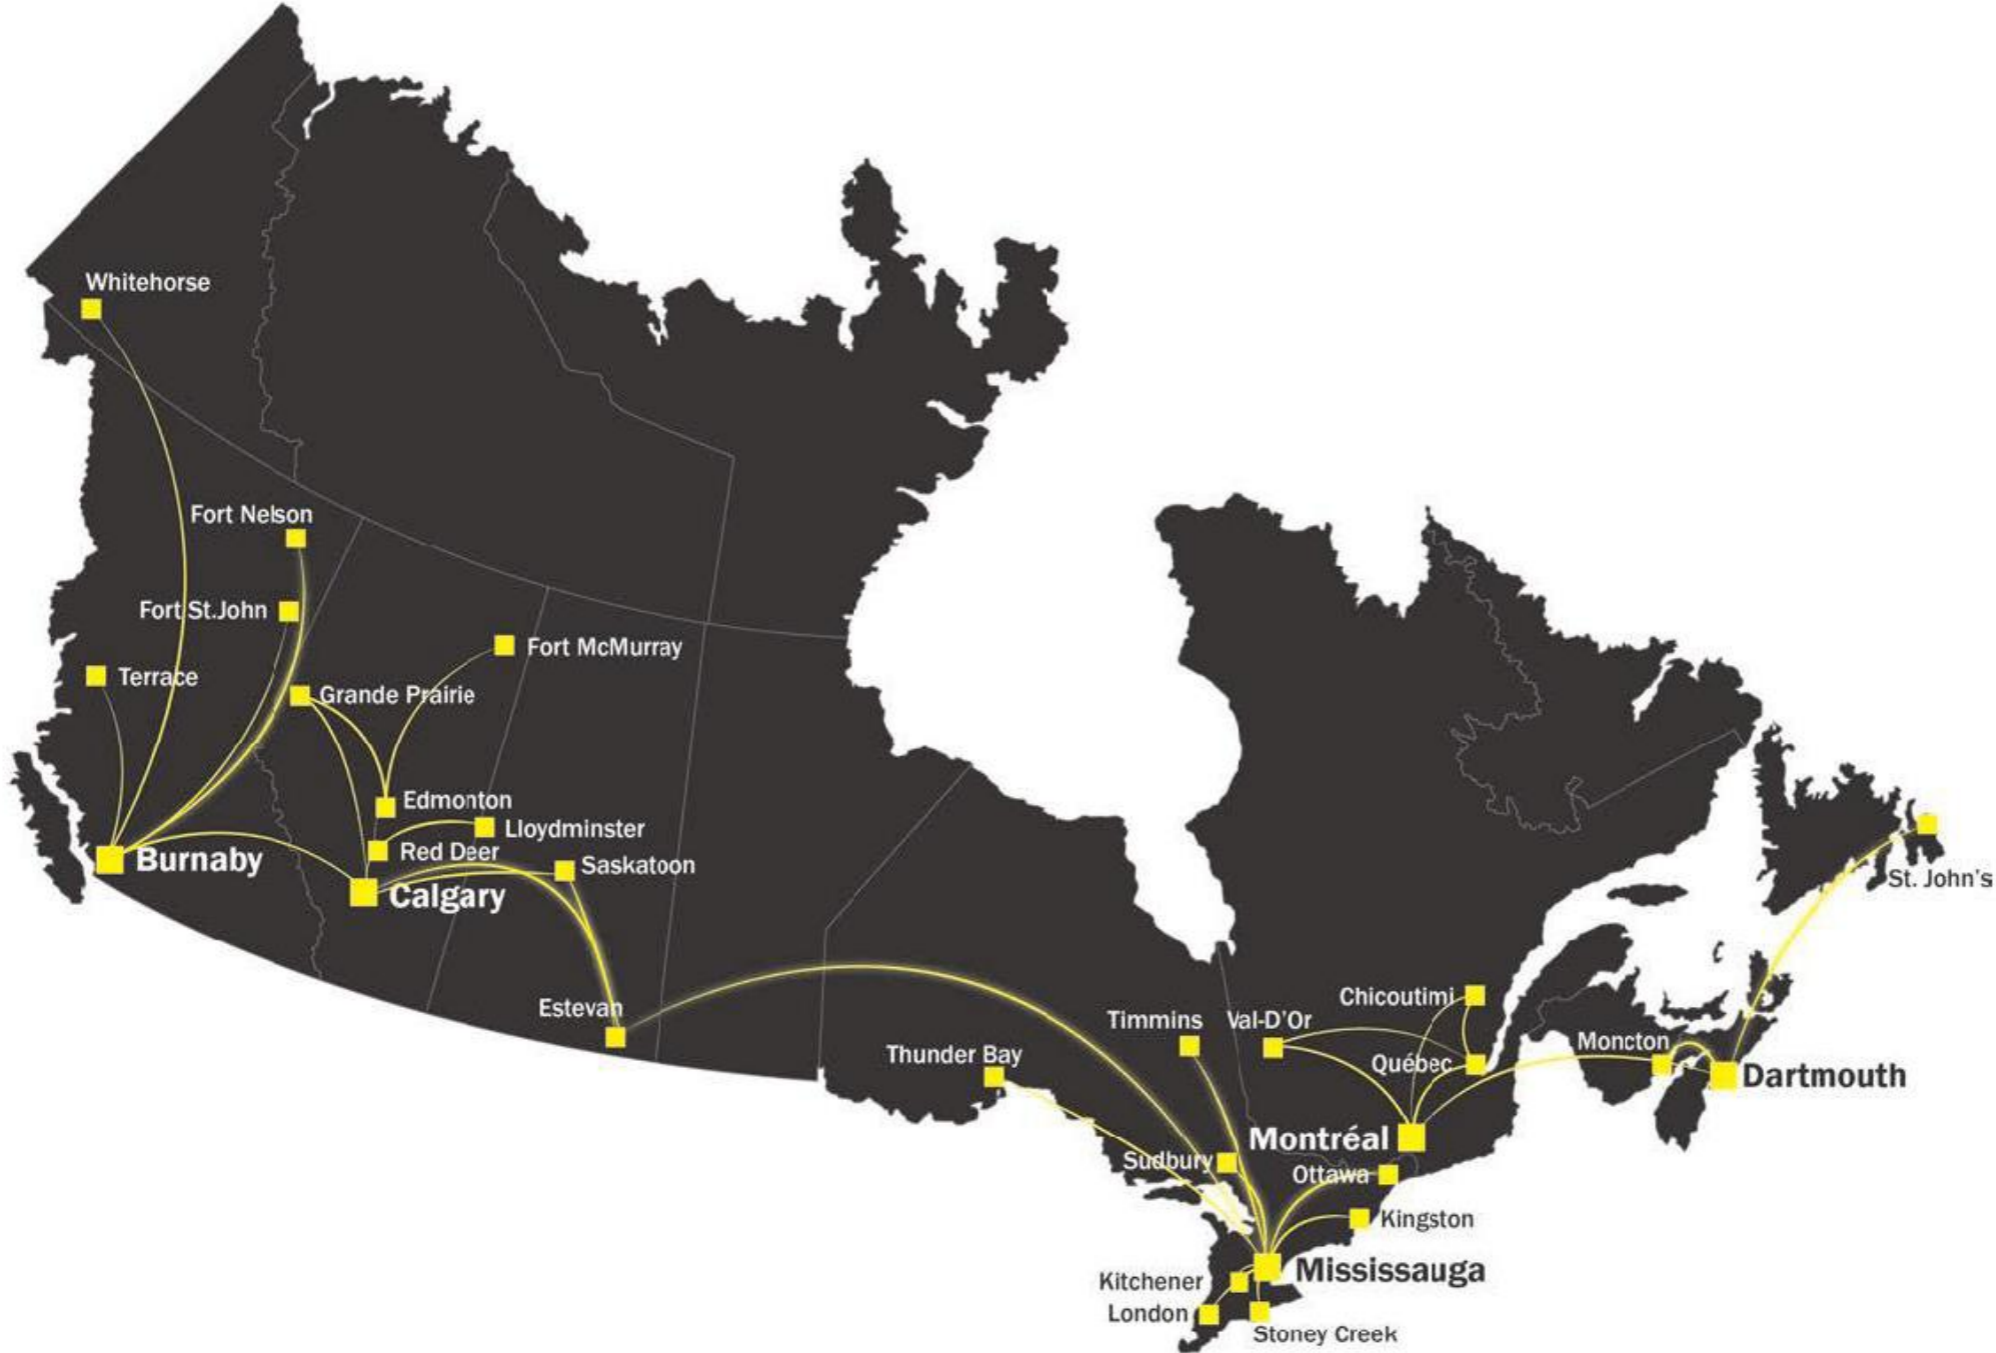 Whitehorse
Fort Nelson
Fort St.John
Fort McMurray
Terrace
Grande Prairie
Edmonton
Lloydminster
Red Deer
Saskatoon
Burnaby
Calgary
St. John's
Estevan
Chicoutimi
Timmins
Val-D'Or
Moncton
Thunder Bay
Québec
Dartmouth
Montréal
Sudbury
Ottawa
Kingston
Mississauga
Kitchener
London
Stoney Creek